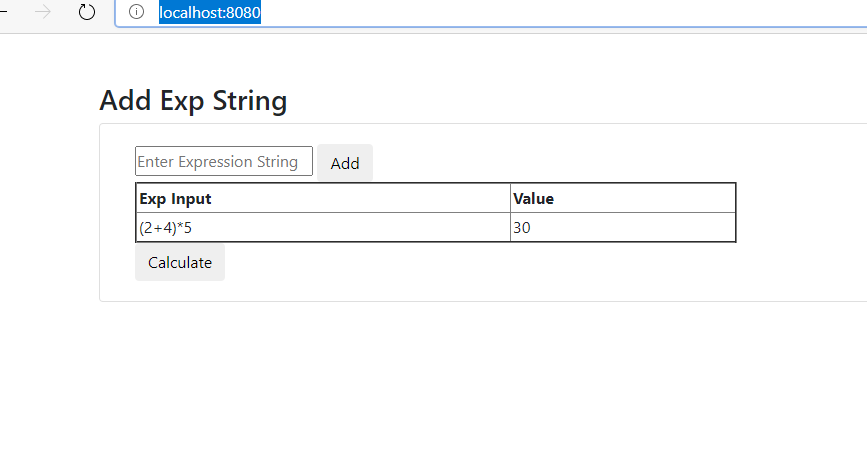 localhost:8080
Add Exp String
Enter Expression String Add
Exp Input Value
(2+4)*5 30
Calculate